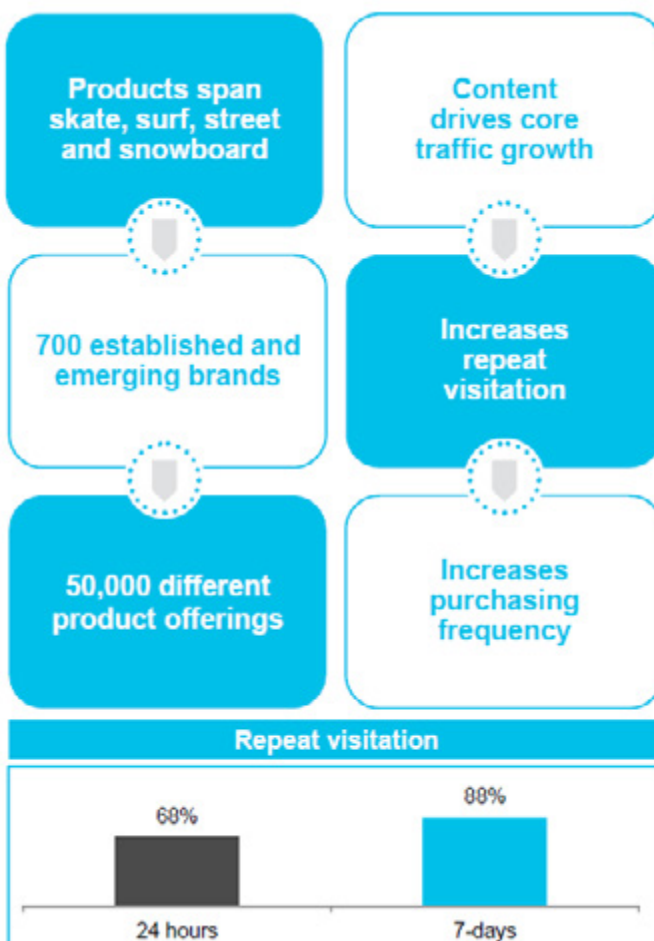 Products span
skate, surf, street
and snowboard
700 established and
emerging brands
50,000 different
product offerings
Content
drives core
traffic growth
Increases
repeat
visitation
Increases
purchasing
frequency
Repeat visitation
68%
88%
24 hours
7-days